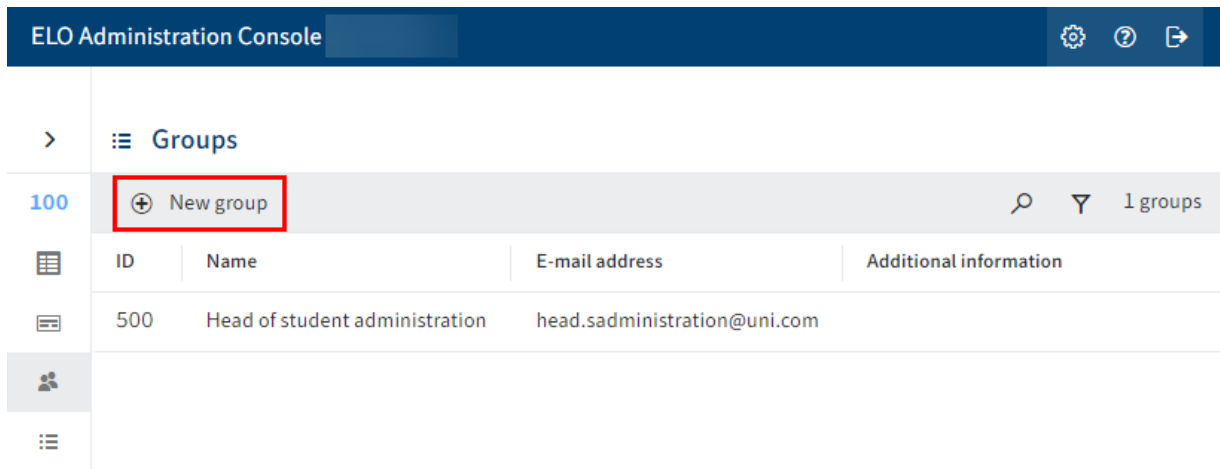 ELO Administration Console
Groups
100
New group
1 groups
ID Name E-mail address Additional information
500 Head of student administration head.sadministration@uni.com